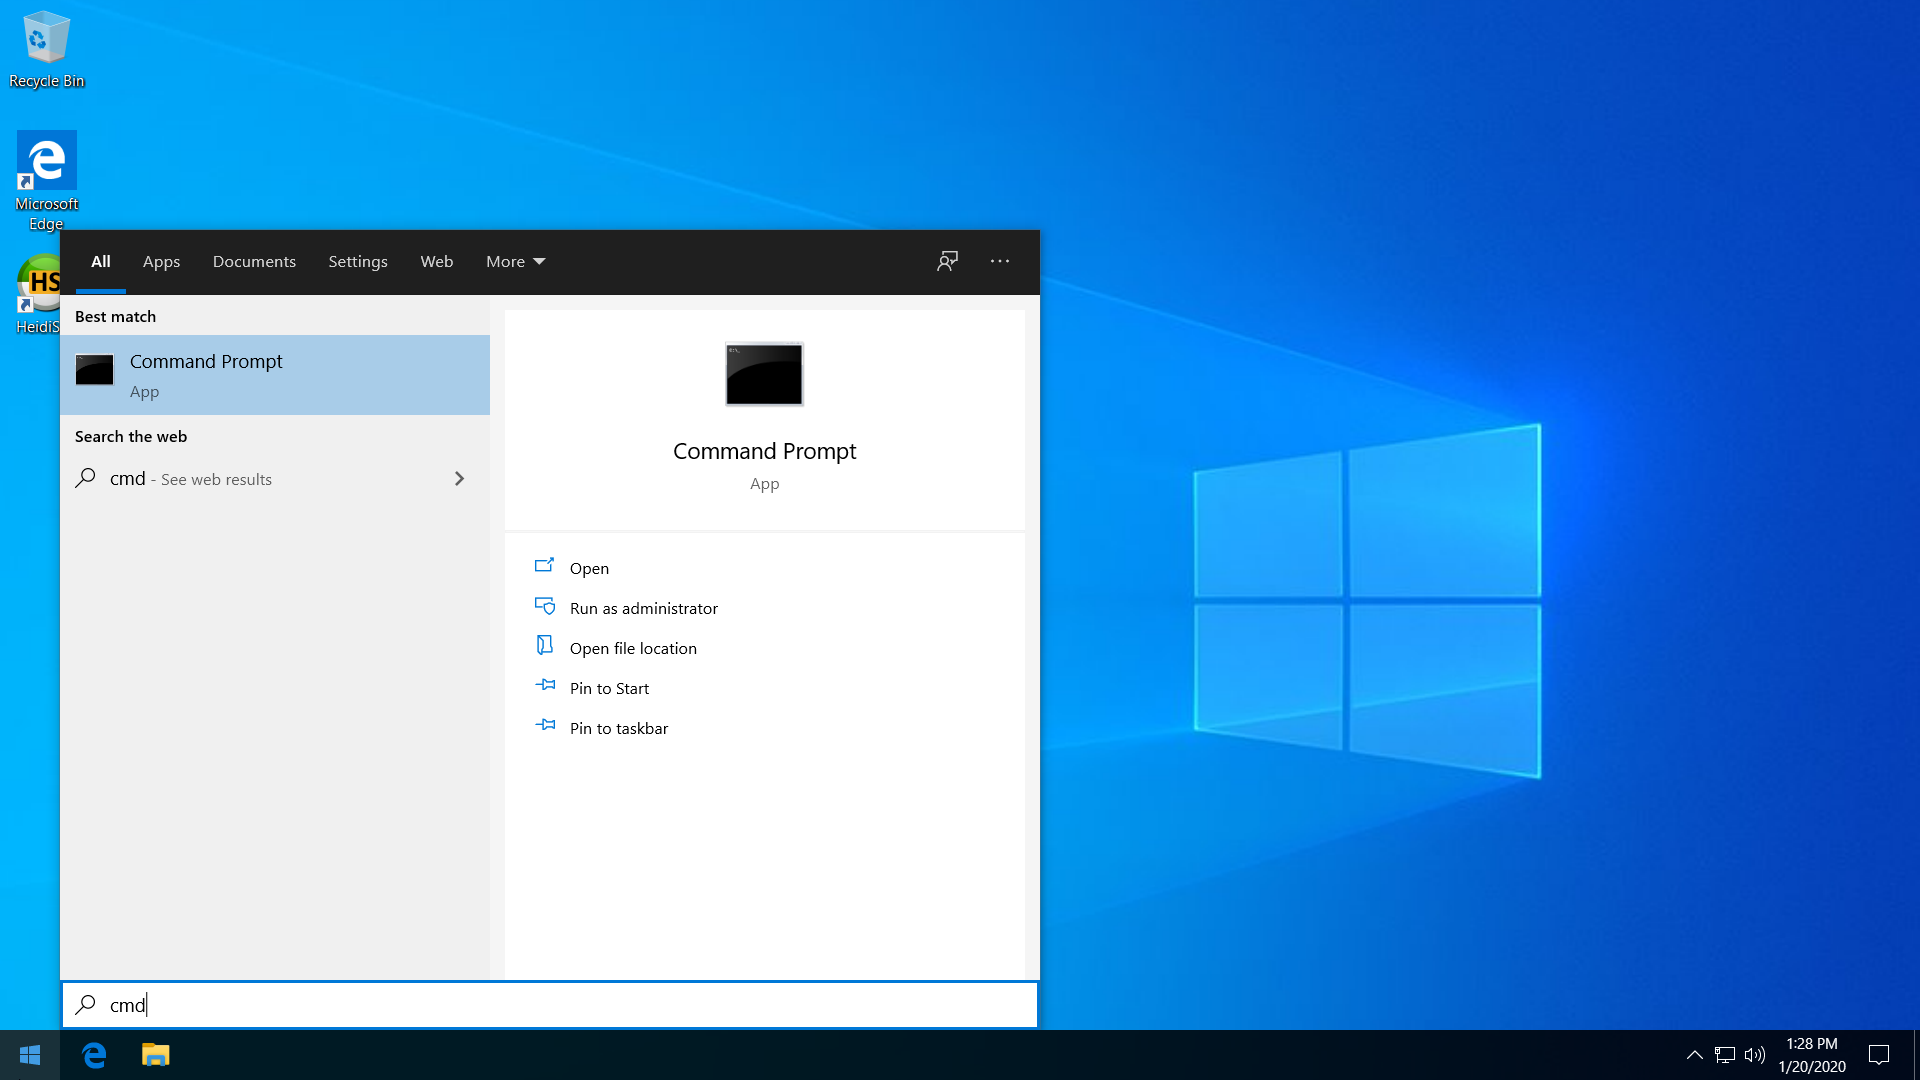 Recycle Bin
Microsoft
Edge
HS
HeidiS
All Apps Documents Settings Web More
Best match
Command Prompt
App
Search the web
cmd - See web results
Command Prompt
App
Open
Run as administrator
Open file location
Pin to Start
Pin to taskbar
cmd
1:28 PM
1/20/2020